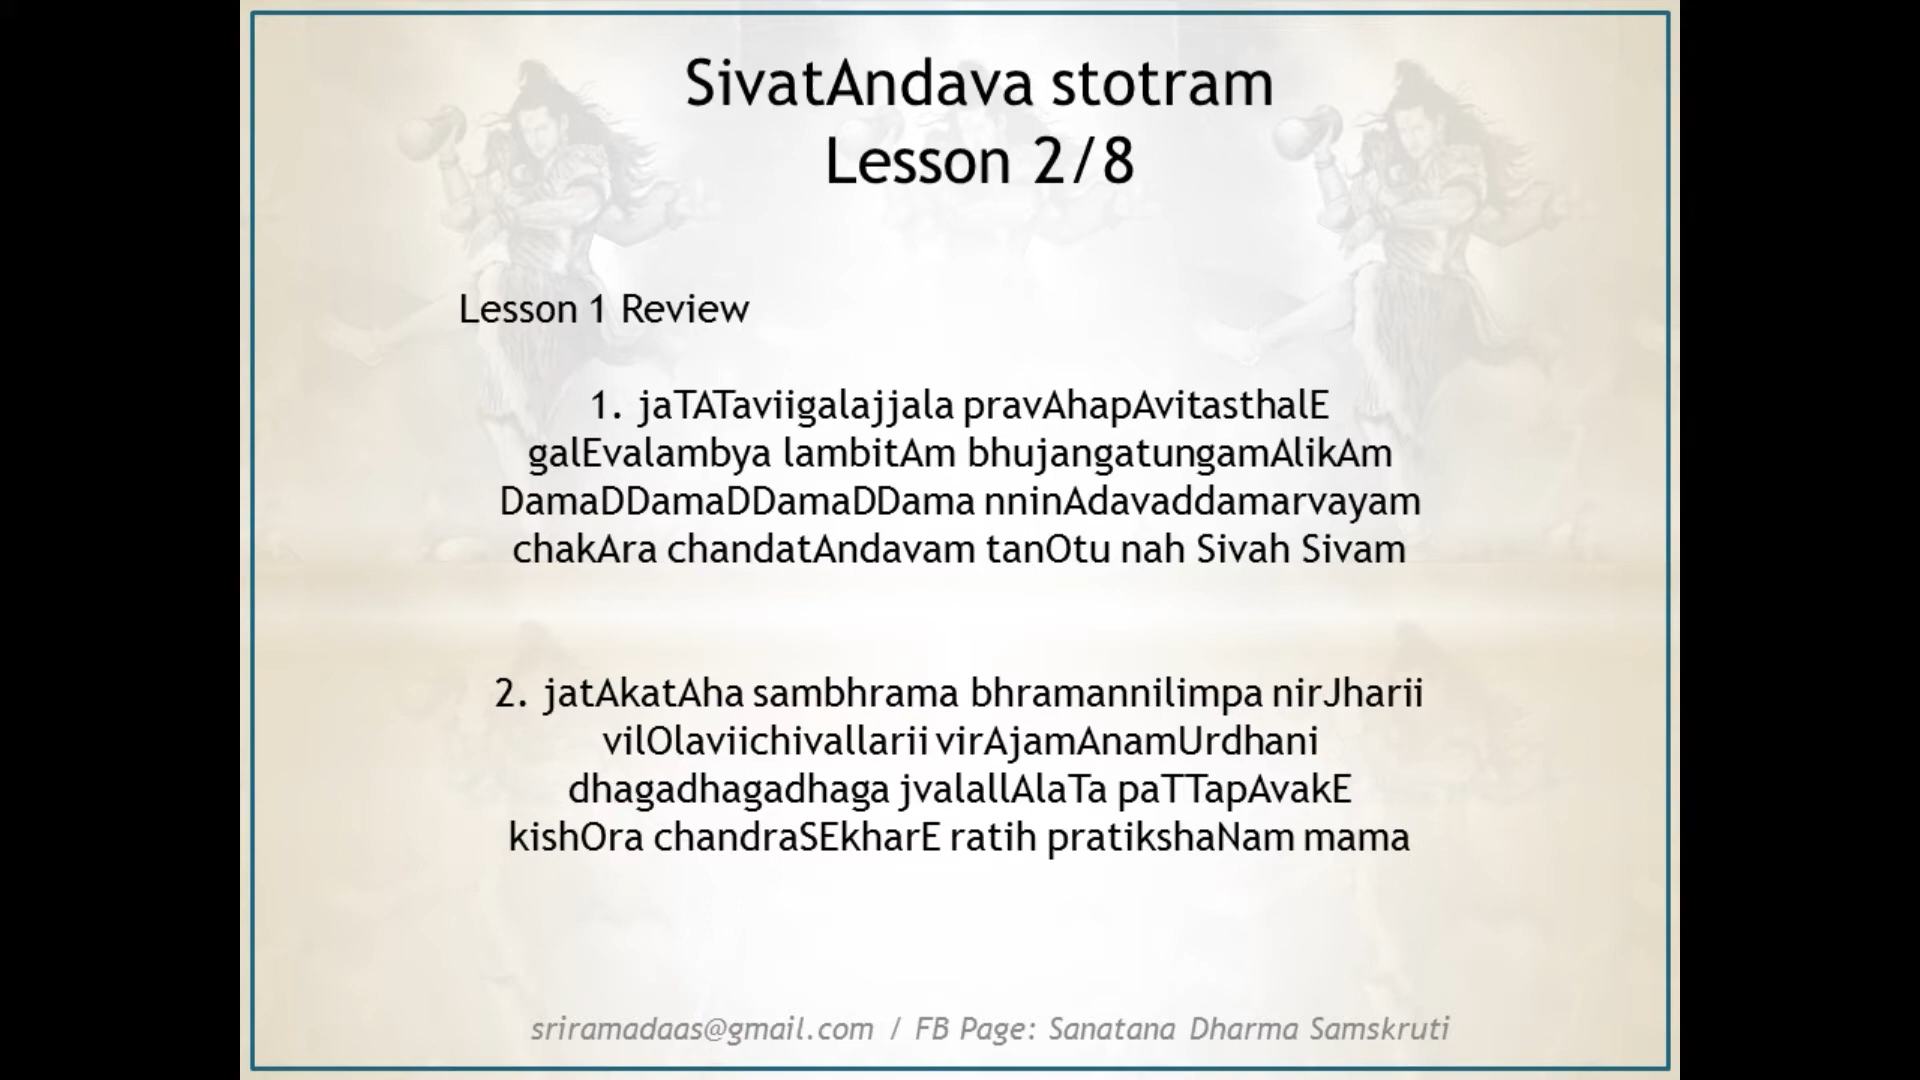 SivatAndava stotram
Lesson 2/8
Lesson 1 Review
1. jaTATaviigalajjala pravAhapAvitasthalE
galEvalambya lambitAm bhujangatungamAlikAm
DamaDDamaDDamaDDama nninAdavaddamarvayam
chakAra chandatAndavam tanOtu nah Sivah Sivam
2. jatAkatAha sambhrama bhramannilimpa nirJharii
vilOlaviichivallarii virAjamAnamUrdhani
dhagadhagadhaga jvalallAlaTa paTTapAvakE
kishOra chandraSEkharE ratih pratikshaNam mama
sriramadaas@gmail.com / FB Page: Sanatana Dharma Samskruti